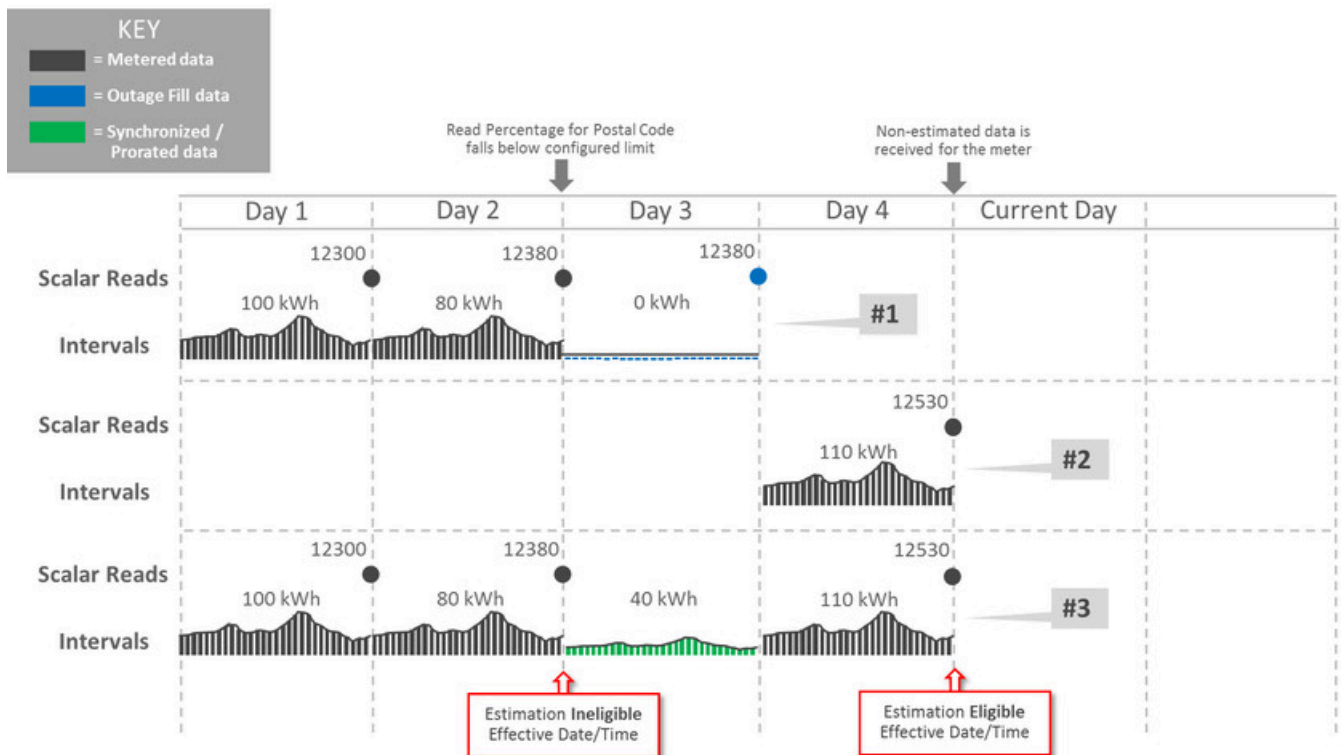 KEY
= Metered data
= Outage Fill data
= Synchronized /
Prorated data
Read Percentage for Postal Code
falls below configured limit
Non-estimated data is
received for the meter
Day 1 Day 2 Day 3 Day 4 Current Day
12300 12380 12380
Scalar Reads
100 kWh 80 kWh 0 kWh
#1
Intervals
12530
Scalar Reads
110 kWh
#2
Intervals
12300 12380 12530
Scalar Reads
100 kWh 80 kWh 40 kWh 110 kWh
#3
Intervals
Estimation Ineligible
Effective Date/Time
Estimation Eligible
Effective Date/Time